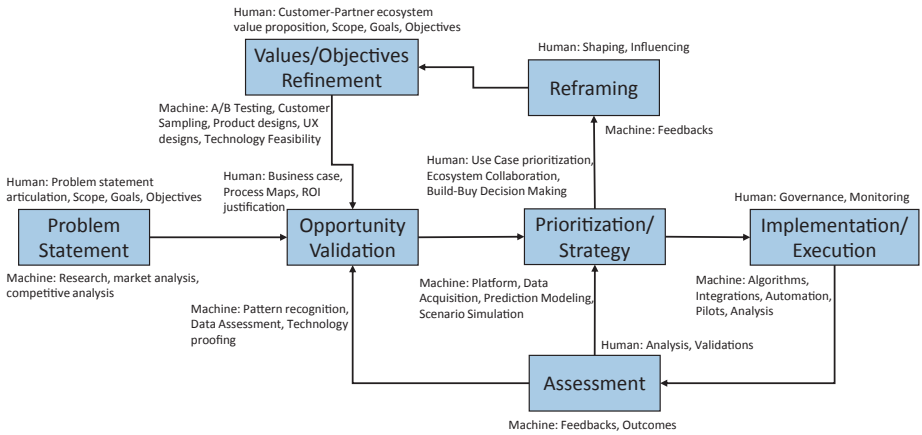 Human: Customer-Partner ecosystem
value proposition, Scope, Goals, Objectives
Values/Objectives
Refinement
Machine: A/B Testing, Customer
Sampling, Product designs, UX
designs, Technology Feasibility
Human: Shaping, Influencing
Reframing
Machine: Feedbacks
Human: Problem statement
articulation, Scope, Goals, Objectives
Problem
Statement
Machine: Research, market analysis,
competitive analysis
Human: Business case,
Process Maps, ROI
justification
Opportunity
Validation
Machine: Pattern recognition,
Data Assessment, Technology
proofing
Human: Use Case prioritization,
Ecosystem Collaboration,
Build-Buy Decision Making
Prioritization/
Strategy
Machine: Platform, Data
Acquisition, Prediction Modeling,
Scenario Simulation
Human: Governance, Monitoring
Implementation/
Execution
Machine: Algorithms,
Integrations, Automation,
Pilots, Analysis
Human: Analysis, Validations
Assessment
Machine: Feedbacks, Outcomes